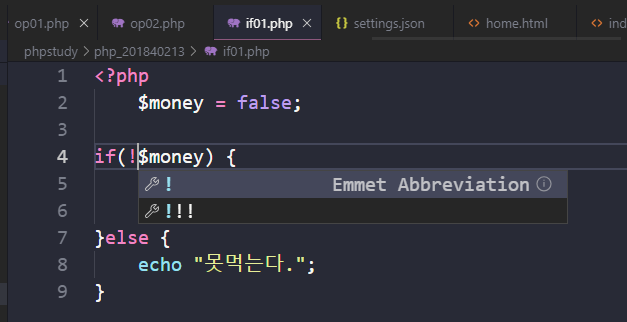 op01.php op02.php if01.php settings.json home.html ind
phpstudy > php_201840213 > if01.php
1 <?php
2 $money = false;
3
4 if(!$money) {
5 ! Emmet Abbreviation
6 !!!
7 }else {
8 echo "못먹는다.";
9 }